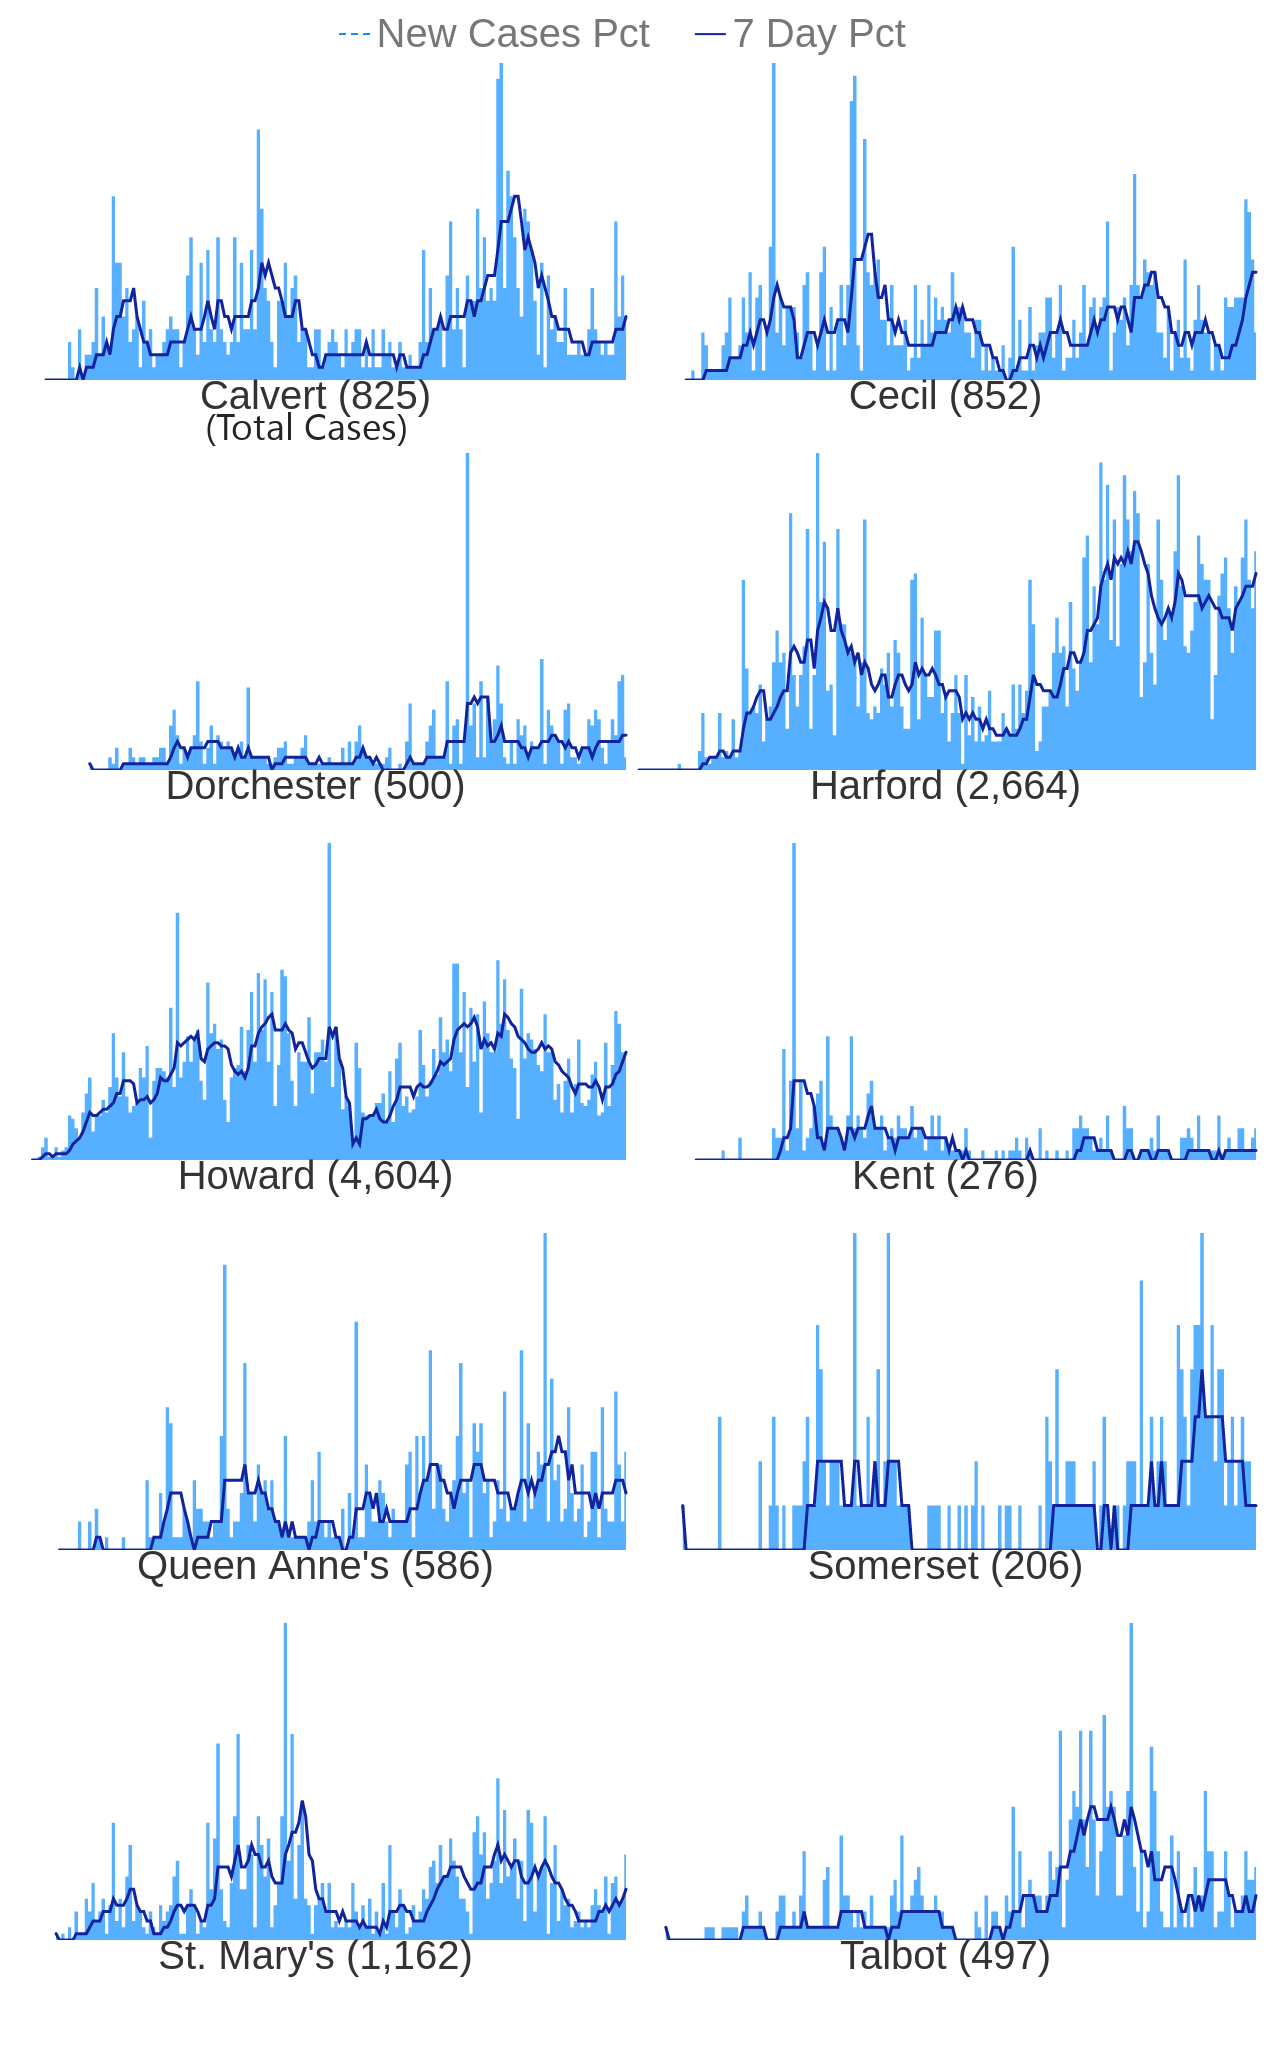 New Cases Pct 7 Day Pct
Calvert (825) Cecil (852)
(Total Cases)
Dorchester (500) Harford (2,664)
Howard (4,604) Kent (276)
Queen Anne's (586) Somerset (206)
St. Mary's (1,162) Talbot (497)